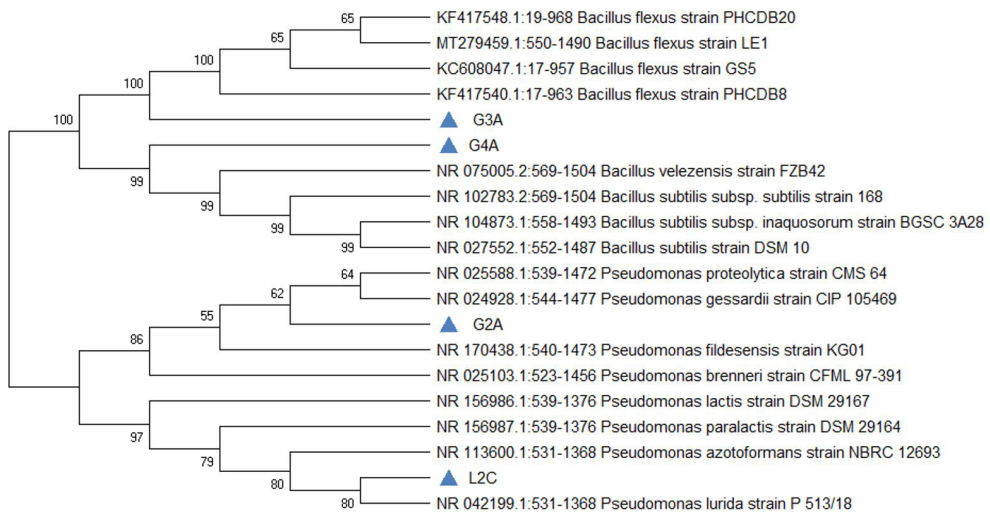 65
KF417548.1:19-968 Bacillus flexus strain PHCDB20
65
MT279459.1:550-1490 Bacillus flexus strain LE1
100
KC608047.1:17-957 Bacillus flexus strain GS5
100
KF417540.1:17-963 Bacillus flexus strain PHCDB8
100
G3A
G4A
99
NR 075005.2:569-1504 Bacillus velezensis strain FZB42
99
NR 102783.2:569-1504 Bacillus subtilis subsp. subtilis strain 168
99
NR 104873.1:558-1493 Bacillus subtilis subsp. inaquosorum strain BGSC 3A28
99
NR 027552.1:552-1487 Bacillus subtilis strain DSM 10
64
NR 025588.1:539-1472 Pseudomonas proteolytica strain CMS 64
62
NR 024928.1:544-1477 Pseudomonas gessardii strain CIP 105469
55
G2A
86
NR 170438.1:540-1473 Pseudomonas fildesensis strain KG01
NR 025103.1:523-1456 Pseudomonas brenneri strain CFML 97-391
NR 156986.1:539-1376 Pseudomonas lactis strain DSM 29167
97
NR 156987.1:539-1376 Pseudomonas paralactis strain DSM 29164
79
NR 113600.1:531-1368 Pseudomonas azotoformans strain NBRC 12693
80
L2C
80
NR 042199.1:531-1368 Pseudomonas lurida strain P 513/18